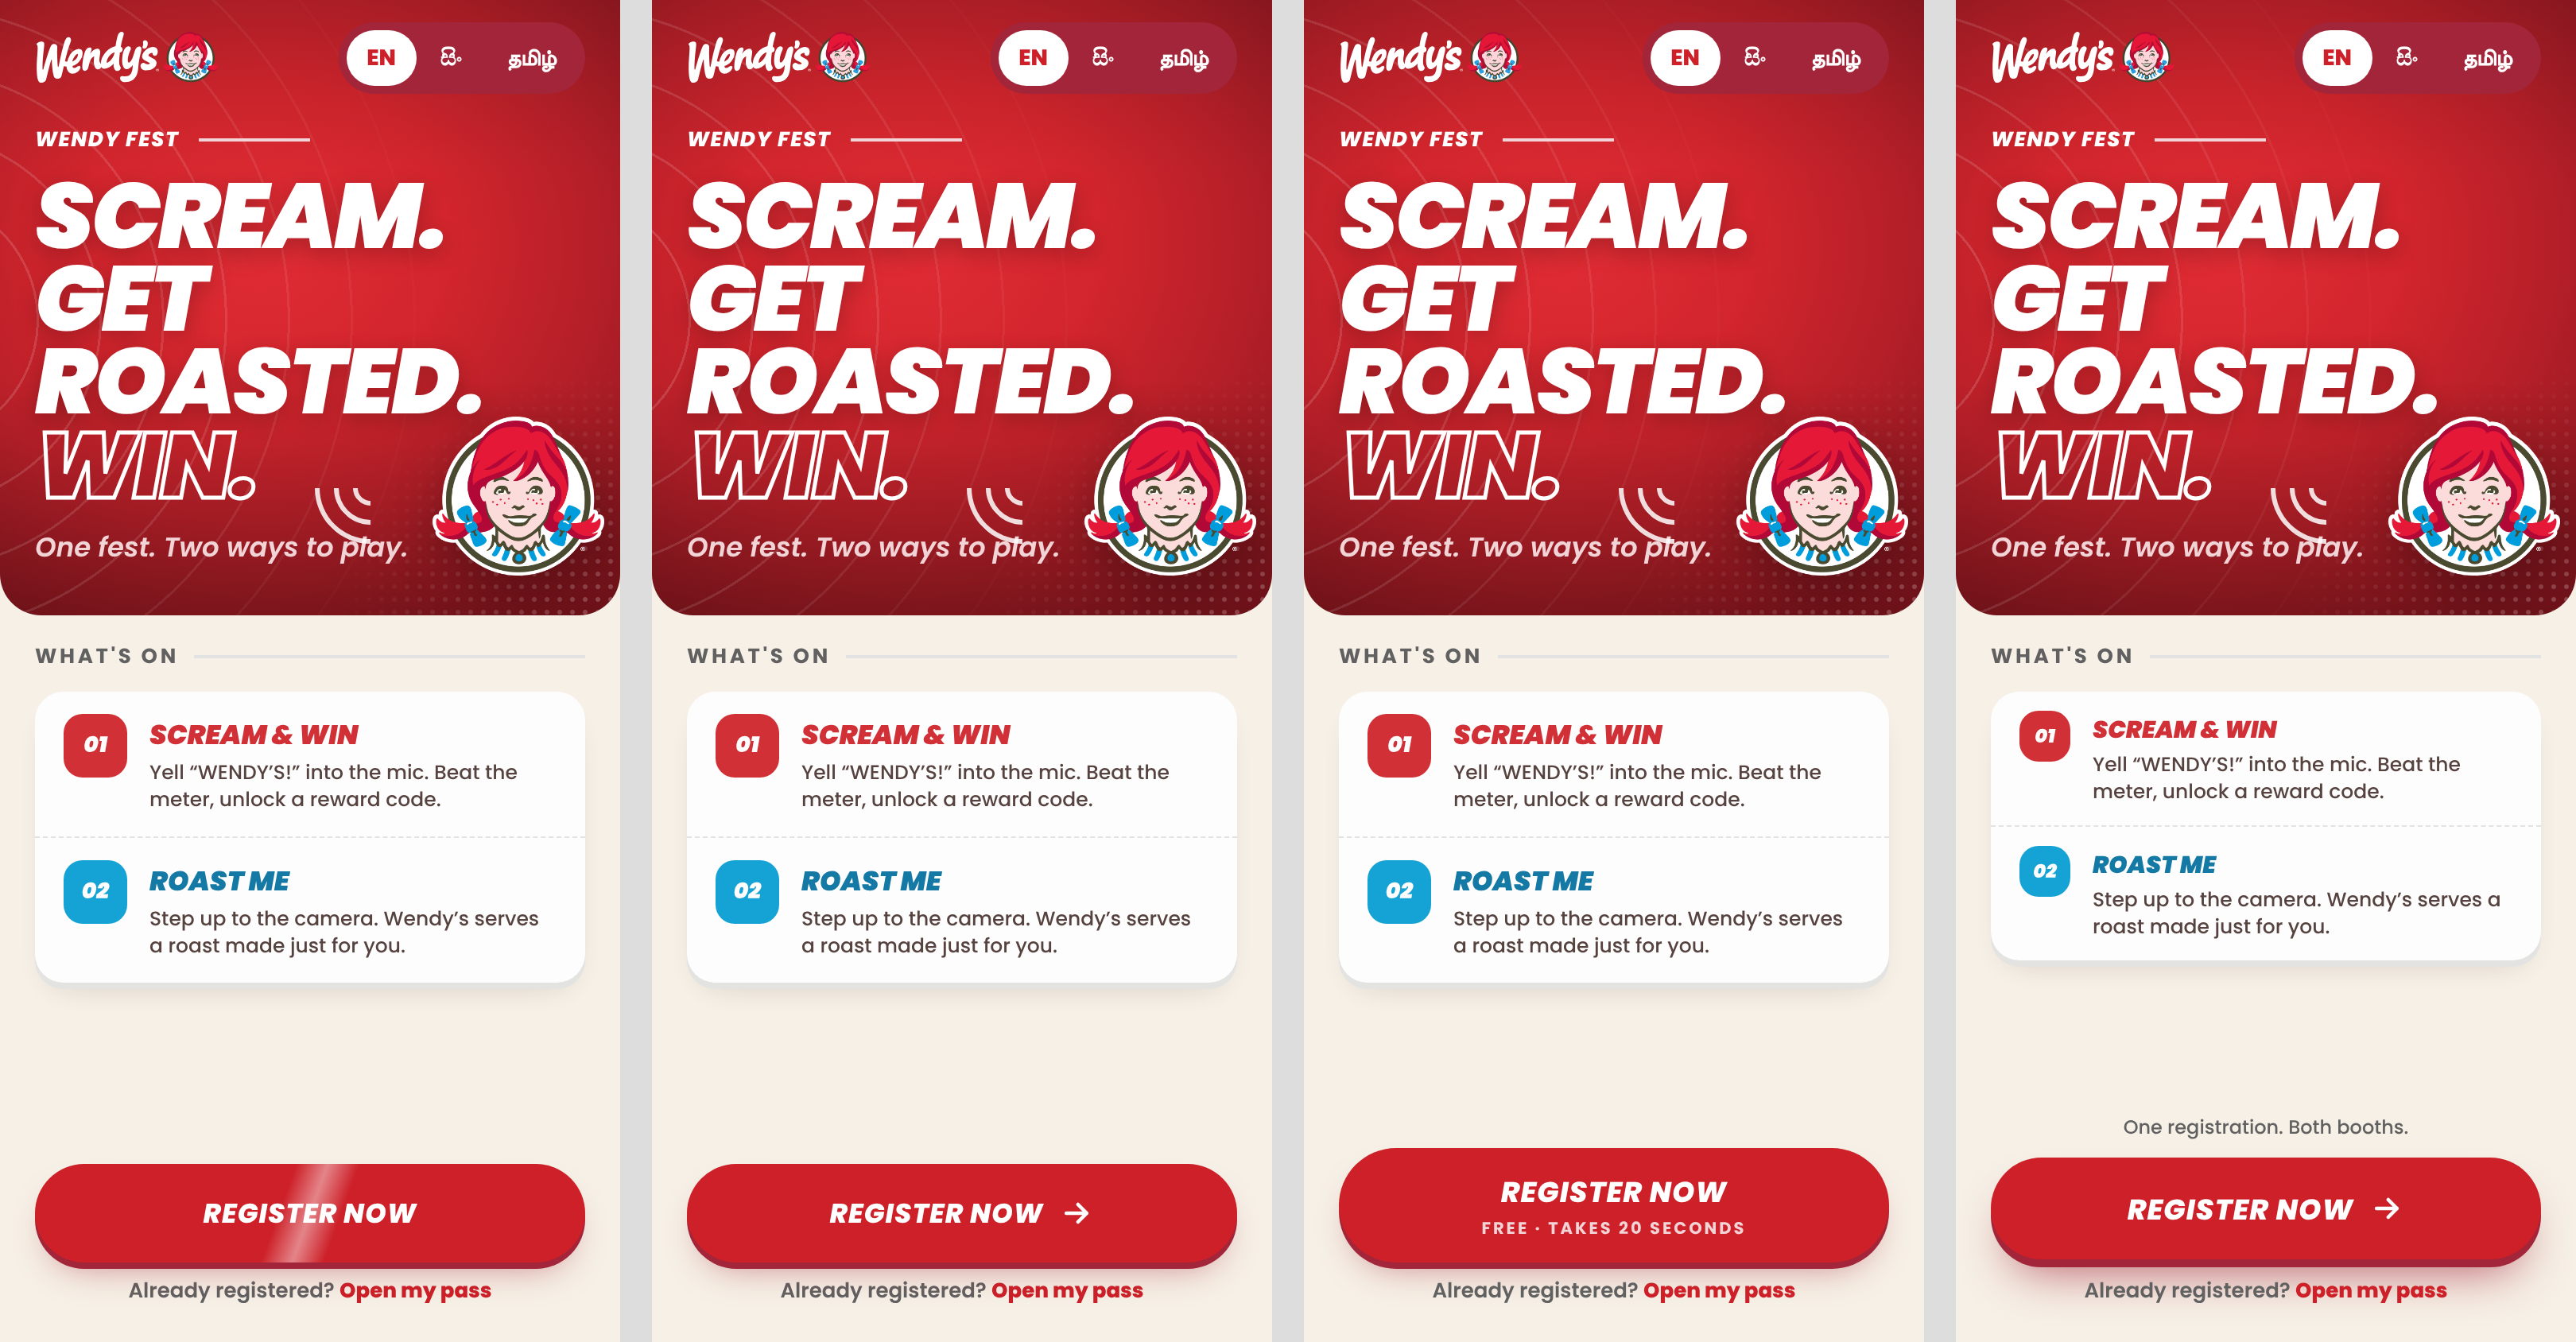 Wendy's
EN සිං தமிழ்
WENDY FEST
SCREAM.
GET
ROASTED.
WIN.
One fest. Two ways to play.
WHAT'S ON
01 SCREAM & WIN
Yell “WENDY’S!” into the mic. Beat the
meter, unlock a reward code.
02 ROAST ME
Step up to the camera. Wendy’s serves
a roast made just for you.
REGISTER NOW
Already registered? Open my pass
Wendy's
EN සිං தமிழ்
WENDY FEST
SCREAM.
GET
ROASTED.
WIN.
One fest. Two ways to play.
WHAT'S ON
01 SCREAM & WIN
Yell “WENDY’S!” into the mic. Beat the
meter, unlock a reward code.
02 ROAST ME
Step up to the camera. Wendy’s serves
a roast made just for you.
REGISTER NOW →
Already registered? Open my pass
Wendy's
EN සිං தமிழ்
WENDY FEST
SCREAM.
GET
ROASTED.
WIN.
One fest. Two ways to play.
WHAT'S ON
01 SCREAM & WIN
Yell “WENDY’S!” into the mic. Beat the
meter, unlock a reward code.
02 ROAST ME
Step up to the camera. Wendy’s serves
a roast made just for you.
REGISTER NOW
FREE · TAKES 20 SECONDS
Already registered? Open my pass
Wendy's
EN සිං தமிழ்
WENDY FEST
SCREAM.
GET
ROASTED.
WIN.
One fest. Two ways to play.
WHAT'S ON
01 SCREAM & WIN
Yell “WENDY’S!” into the mic. Beat the
meter, unlock a reward code.
02 ROAST ME
Step up to the camera. Wendy’s serves a
roast made just for you.
One registration. Both booths.
REGISTER NOW →
Already registered? Open my pass